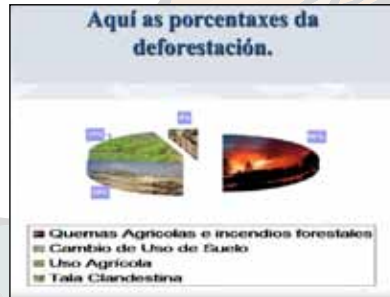 Aquí as porcentaxes da
deforestación.
Quemas Agricolas e incendios forestales
Cambio de Uso de Suelo
Uso Agrícola
Tala Clandestina